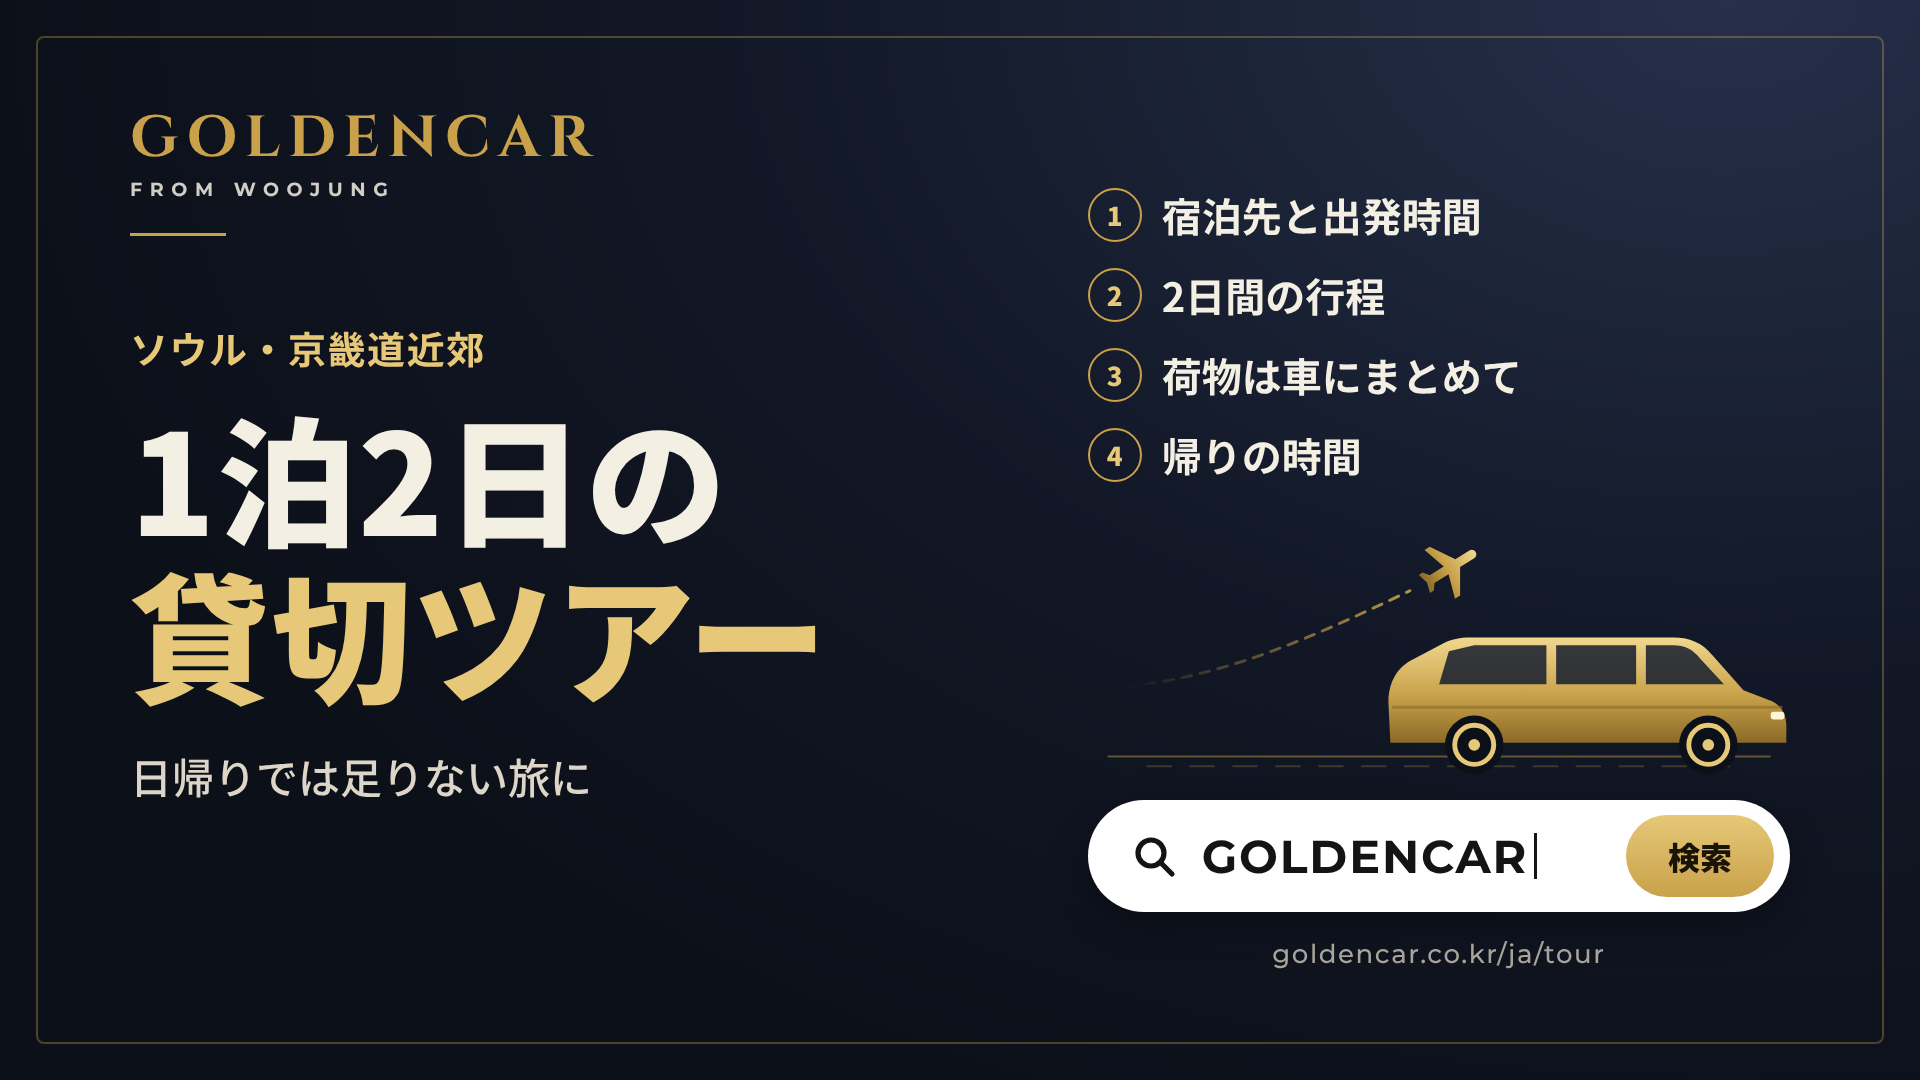 GOLDENCAR
FROM WOOJUNG
ソウル・京畿道近郊
1泊2日の
貸切ツアー
日帰りでは足りない旅に
1 宿泊先と出発時間
2 2日間の行程
3 荷物は車にまとめて
4 帰りの時間
GOLDENCAR 検索
goldencar.co.kr/ja/tour